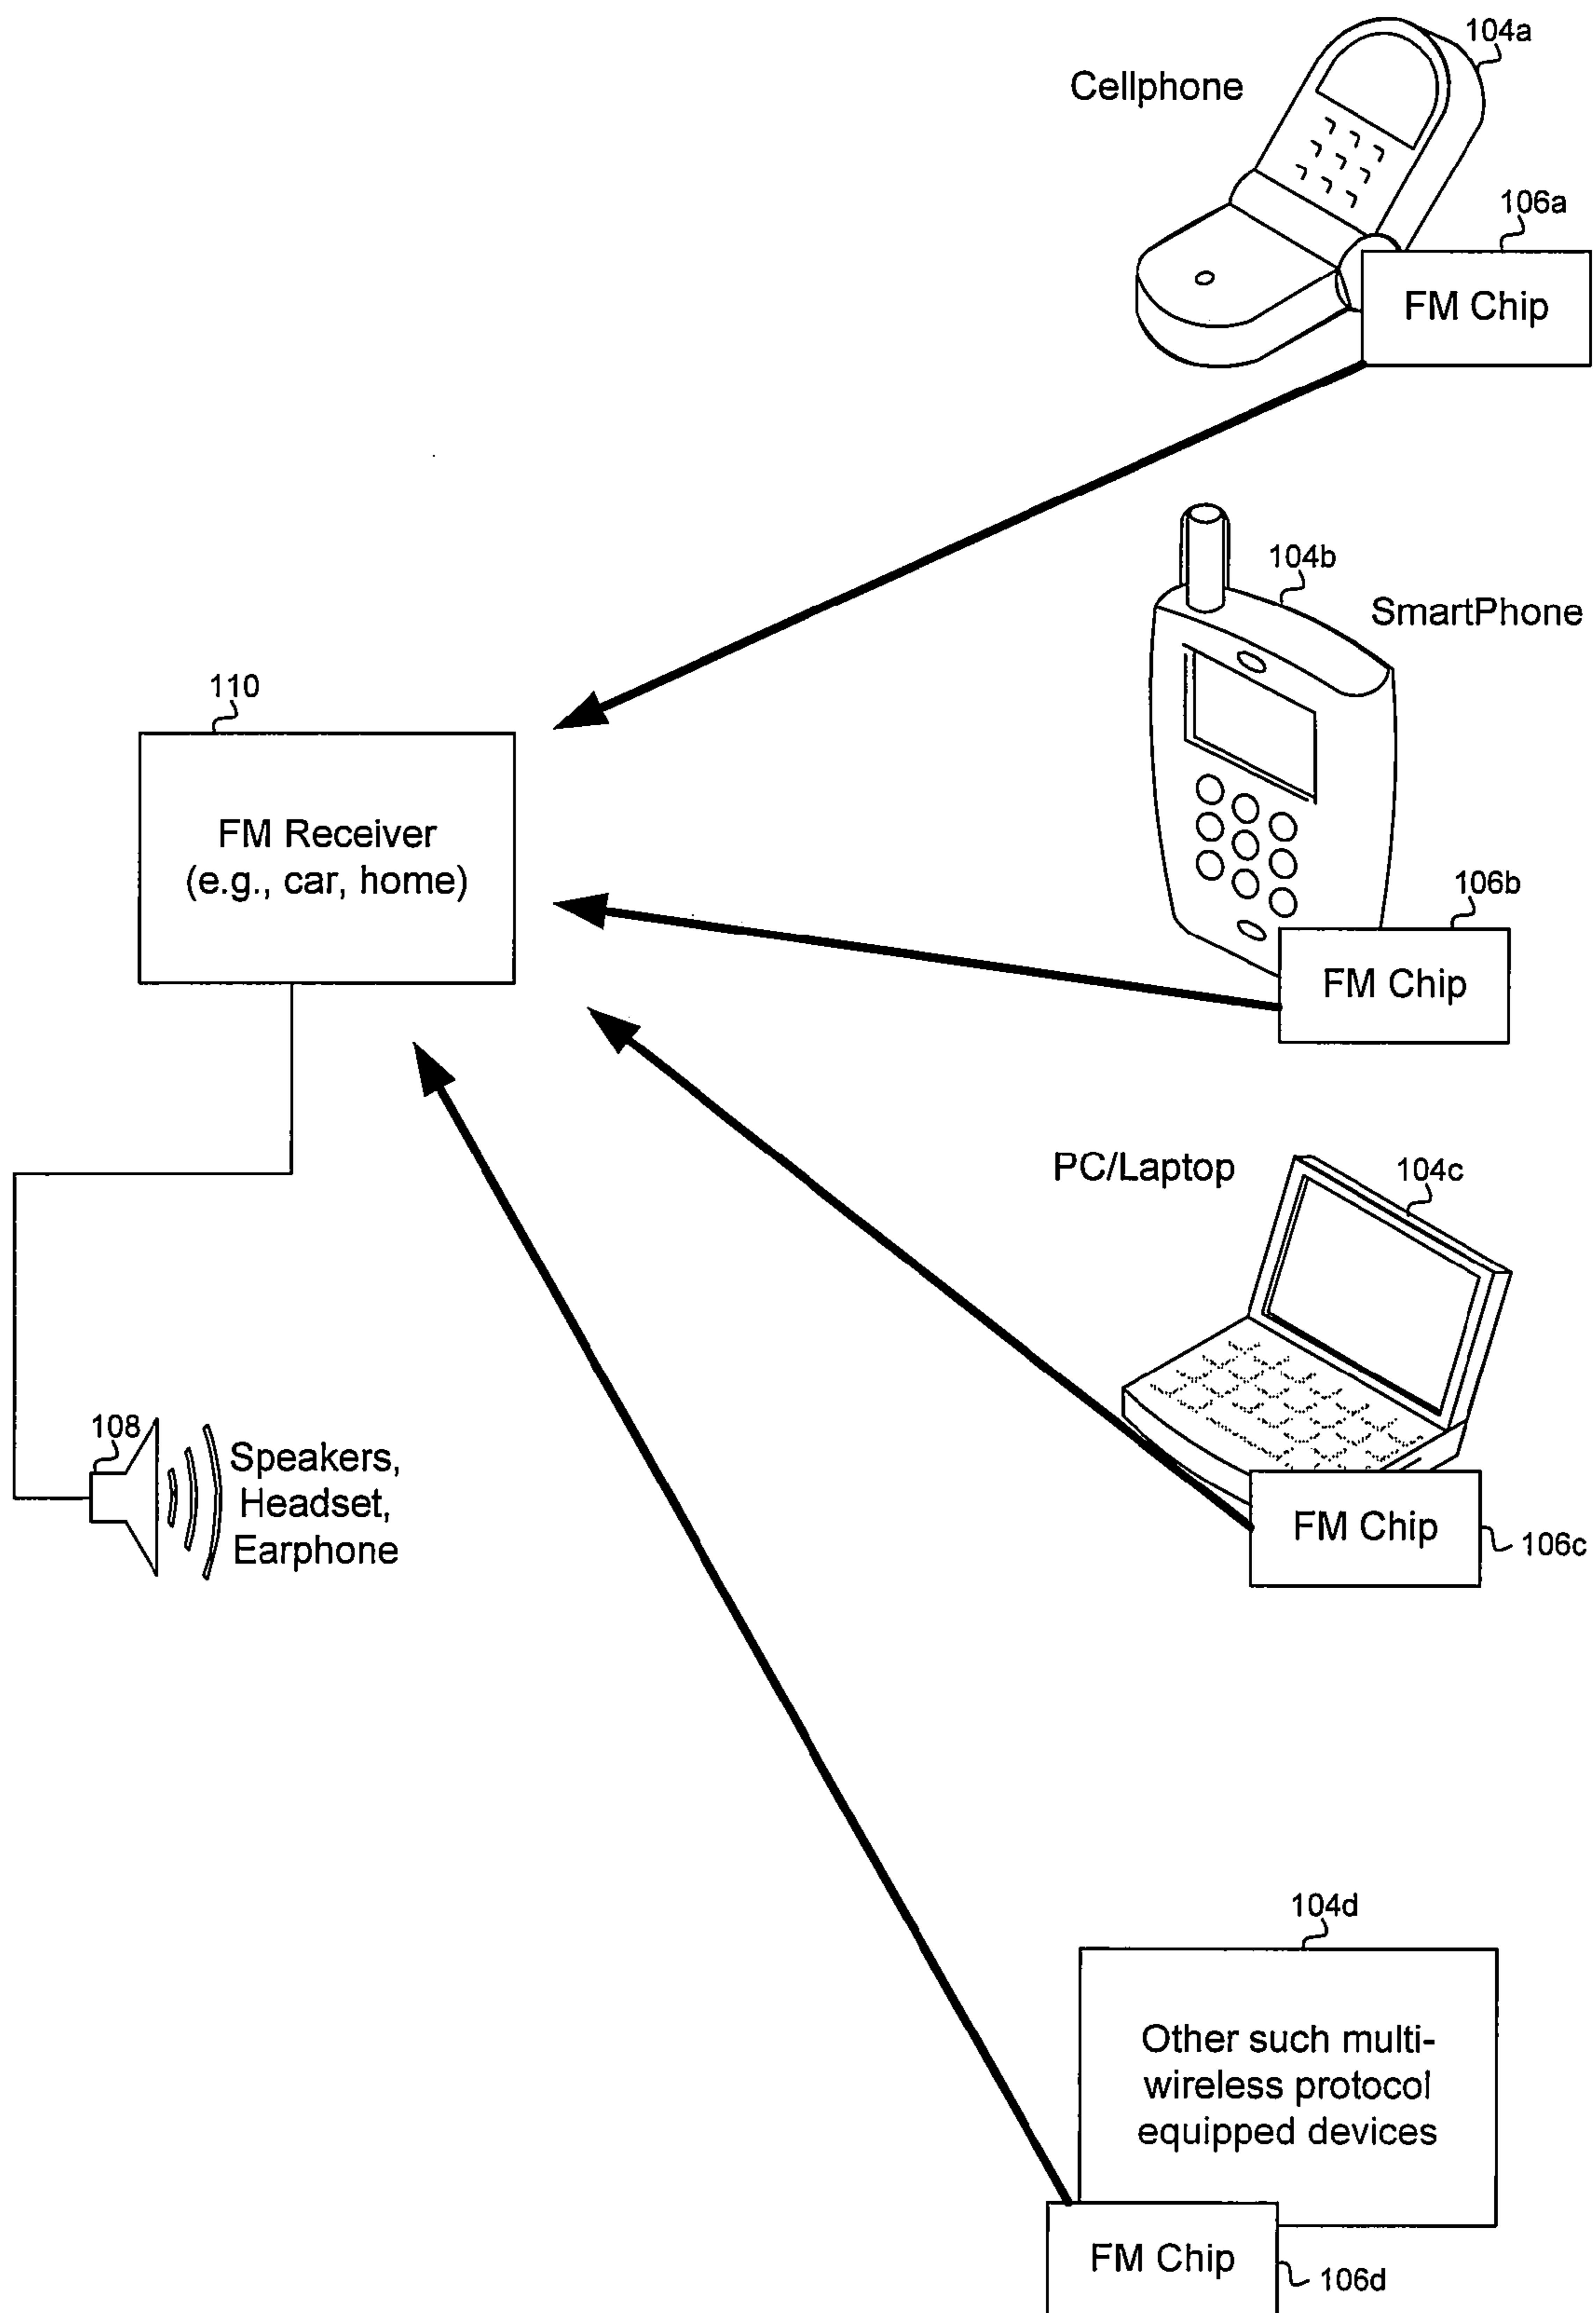 104a
Cellphone
106a
FM Chip
104b
SmartPhone
110
FM Receiver
(e.g., car, home)
106b
FM Chip
PC/Laptop
104c
108
Speakers,
Headset,
Earphone
FM Chip
106c
104d
Other such multi-
wireless protocol
equipped devices
FM Chip
106d